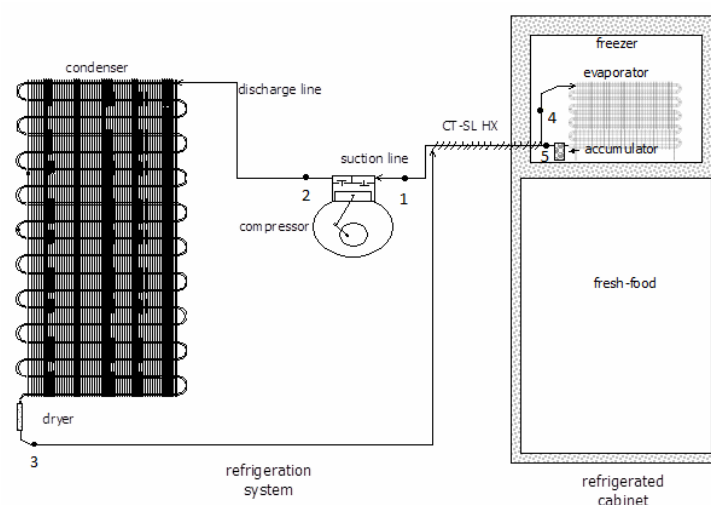 freezer
condenser
evaporator
discharge line
4
CT-SL HX
5
accumulator
suction line
2
1
compressor
fresh-food
dryer
3
refrigeration
system
refrigerated
cabinet